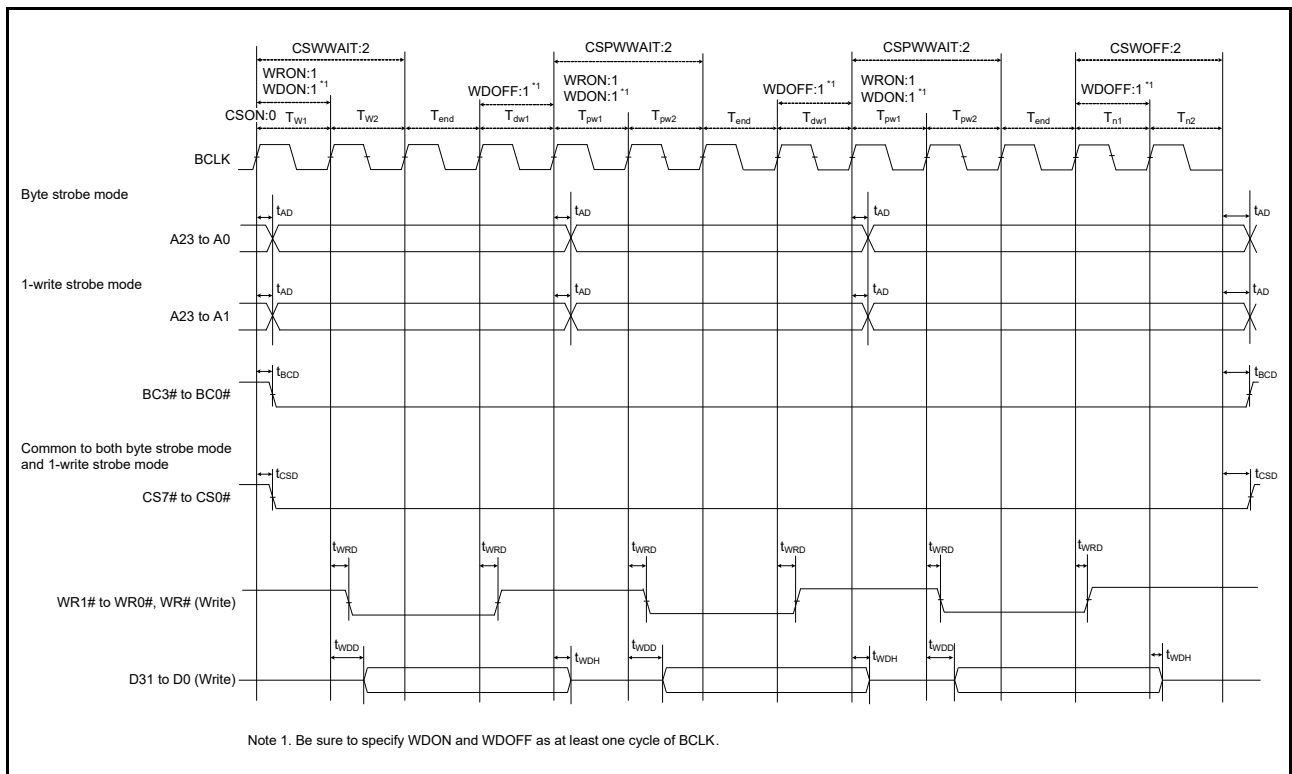 CSWWAIT:2 CSPWWAIT:2 CSPWWAIT:2 CSWOFF:2
WRON:1 WRON:1 WRON:1
WDON:1 *1 WDOFF:1 *1 WDON:1 *1 WDOFF:1 *1 WDON:1 *1 WDOFF:1 *1
CSON:0 TW1 TW2 Tend Tdw1 Tpw1 Tpw2 Tend Tdw1 Tpw1 Tpw2 Tend Tn1 Tn2
BCLK
Byte strobe mode
tAD tAD tAD tAD
A23 to A0
1-write strobe mode
tAD tAD tAD tAD
A23 to A1
tBCD tBCD
BC3# to BC0#
Common to both byte strobe mode
and 1-write strobe mode
tCSD tCSD
CS7# to CS0#
tWRD tWRD tWRD tWRD tWRD tWRD
WR1# to WR0#, WR# (Write)
tWDD tWDH tWDD tWDH tWDD tWDH
D31 to D0 (Write)
Note 1. Be sure to specify WDON and WDOFF as at least one cycle of BCLK.